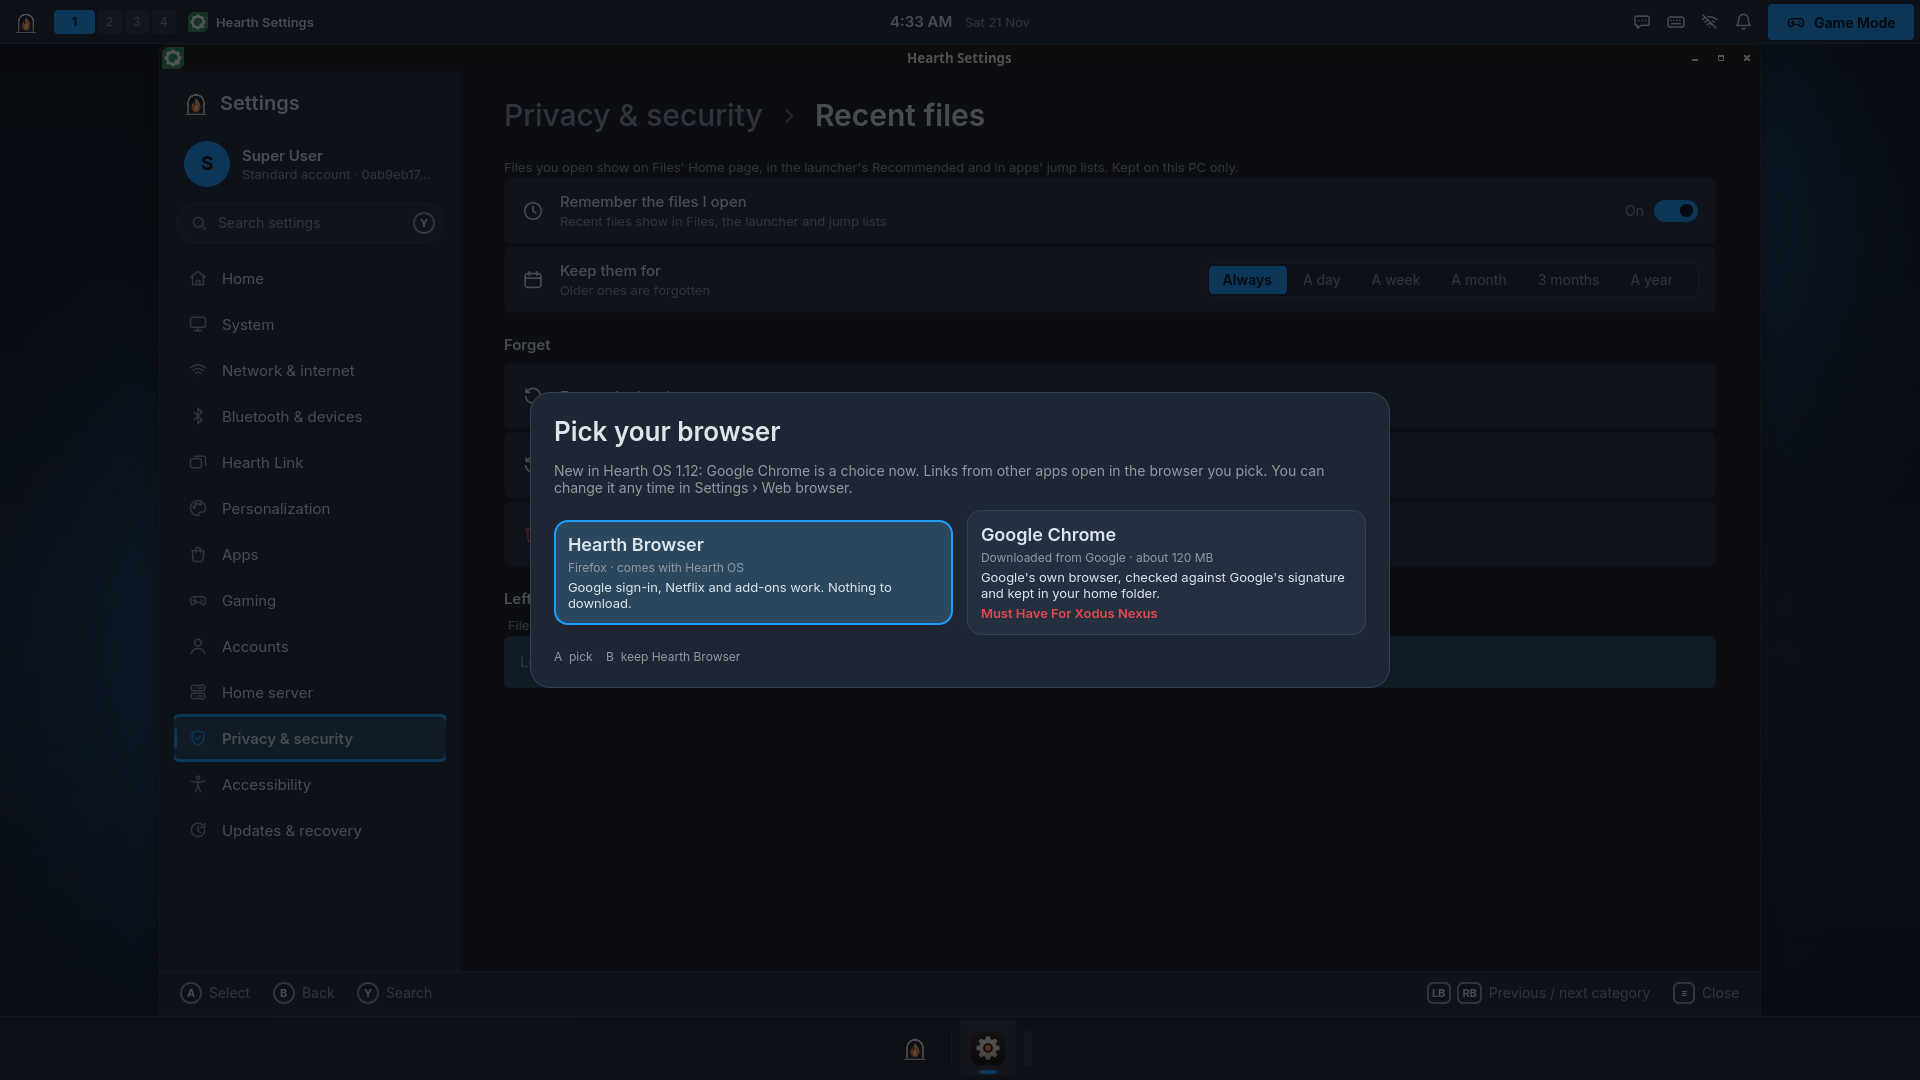 1 2 3 4 Hearth Settings
4:33 AM Sat 21 Nov
Game Mode
Hearth Settings
Settings
S
Super User
Standard account · 0ab9eb17...
Search settings Y
Home
System
Network & internet
Bluetooth & devices
Hearth Link
Personalization
Apps
Gaming
Accounts
Home server
Privacy & security
Accessibility
Updates & recovery
Privacy & security > Recent files
Files you open show on Files' Home page, in the launcher's Recommended and in apps' jump lists. Kept on this PC only.
Remember the files I open
Recent files show in Files, the launcher and jump lists
On
Keep them for
Older ones are forgotten
Always A day A week A month 3 months A year
Forget
Pick your browser
New in Hearth OS 1.12: Google Chrome is a choice now. Links from other apps open in the browser you pick. You can
change it any time in Settings › Web browser.
Hearth Browser
Firefox · comes with Hearth OS
Google sign-in, Netflix and add-ons work. Nothing to
download.
Google Chrome
Downloaded from Google · about 120 MB
Google's own browser, checked against Google's signature
and kept in your home folder.
Must Have For Xodus Nexus
A pick B keep Hearth Browser
Left
File
A Select B Back Y Search
LB RB Previous / next category ≡ Close